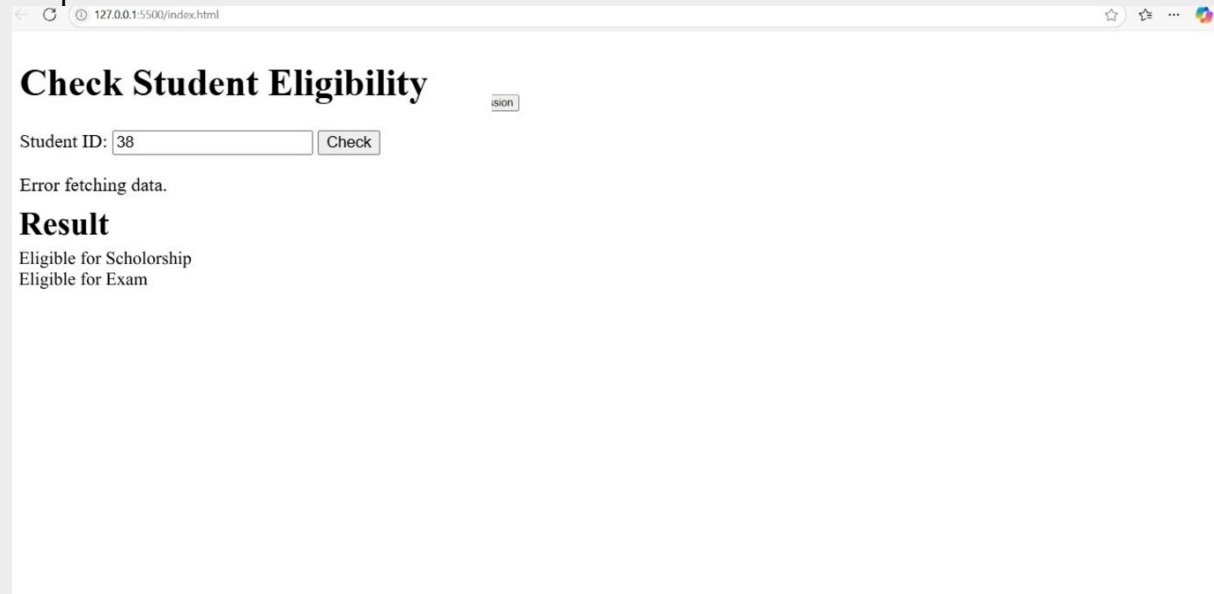 127.0.0.1:5500/index.html
Check Student Eligibility
Student ID: 38 Check
Error fetching data.
Result
Eligible for Scholorship
Eligible for Exam